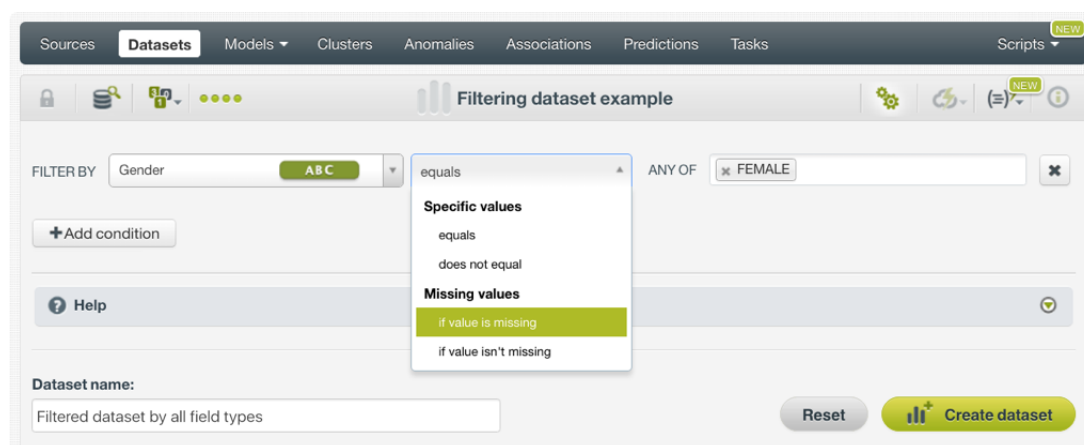 NEW
Sources Datasets Models Clusters Anomalies Associations Predictions Tasks Scripts
Filtering dataset example NEW
FILTER BY Gender ABC equals ANY OF FEMALE
Specific values
+Add condition equals
does not equal
Missing values
Help
if value is missing
if value isn't missing
Dataset name:
Filtered dataset by all field types Reset Create dataset